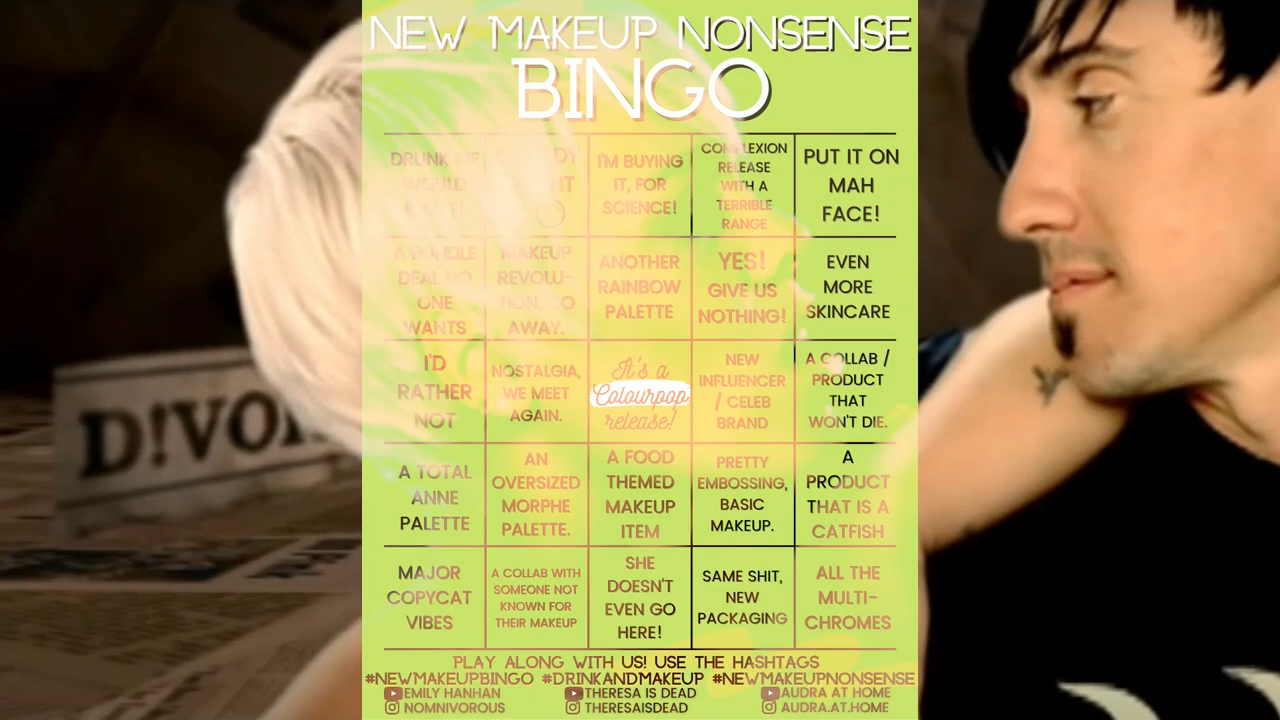 NEW MAKEUP NONSENSE
BINGO
DRUNK ME
WOULD
I'M BUYING
IT, FOR
SCIENCE!
COMPLEXION
RELEASE
WITH A
TERRIBLE
RANGE
PUT IT ON
MAH
FACE!
A BUNDLE
DEAL NO
ONE
WANTS
MAKEUP
REVOLU-
TION, GO
AWAY.
ANOTHER
RAINBOW
PALETTE
YES!
GIVE US
NOTHING!
EVEN
MORE
SKINCARE
I'D
RATHER
NOT
NOSTALGIA,
WE MEET
AGAIN.
It's a
Colourpop
release!
NEW
INFLUENCER
/ CELEB
BRAND
A COLLAB /
PRODUCT
THAT
WON'T DIE.
A TOTAL
ANNE
PALETTE
AN
OVERSIZED
MORPHE
PALETTE.
A FOOD
THEMED
MAKEUP
ITEM
PRETTY
EMBOSSING,
BASIC
MAKEUP.
A
PRODUCT
THAT IS A
CATFISH
MAJOR
COPYCAT
VIBES
A COLLAB WITH
SOMEONE NOT
KNOWN FOR
THEIR MAKEUP
SHE
DOESN'T
EVEN GO
HERE!
SAME SHIT,
NEW
PACKAGING
ALL THE
MULTI-
CHROMES
PLAY ALONG WITH US! USE THE HASHTAGS
#NEWMAKEUPBINGO #DRINKANDMAKEUP #NEWMAKEUPNONSENSE
EMILY HANHAN
THERESA IS DEAD
AUDRA AT HOME
NOMNIVOROUS
THERESAISDEAD
AUDRA.AT.HOME
D!VOR